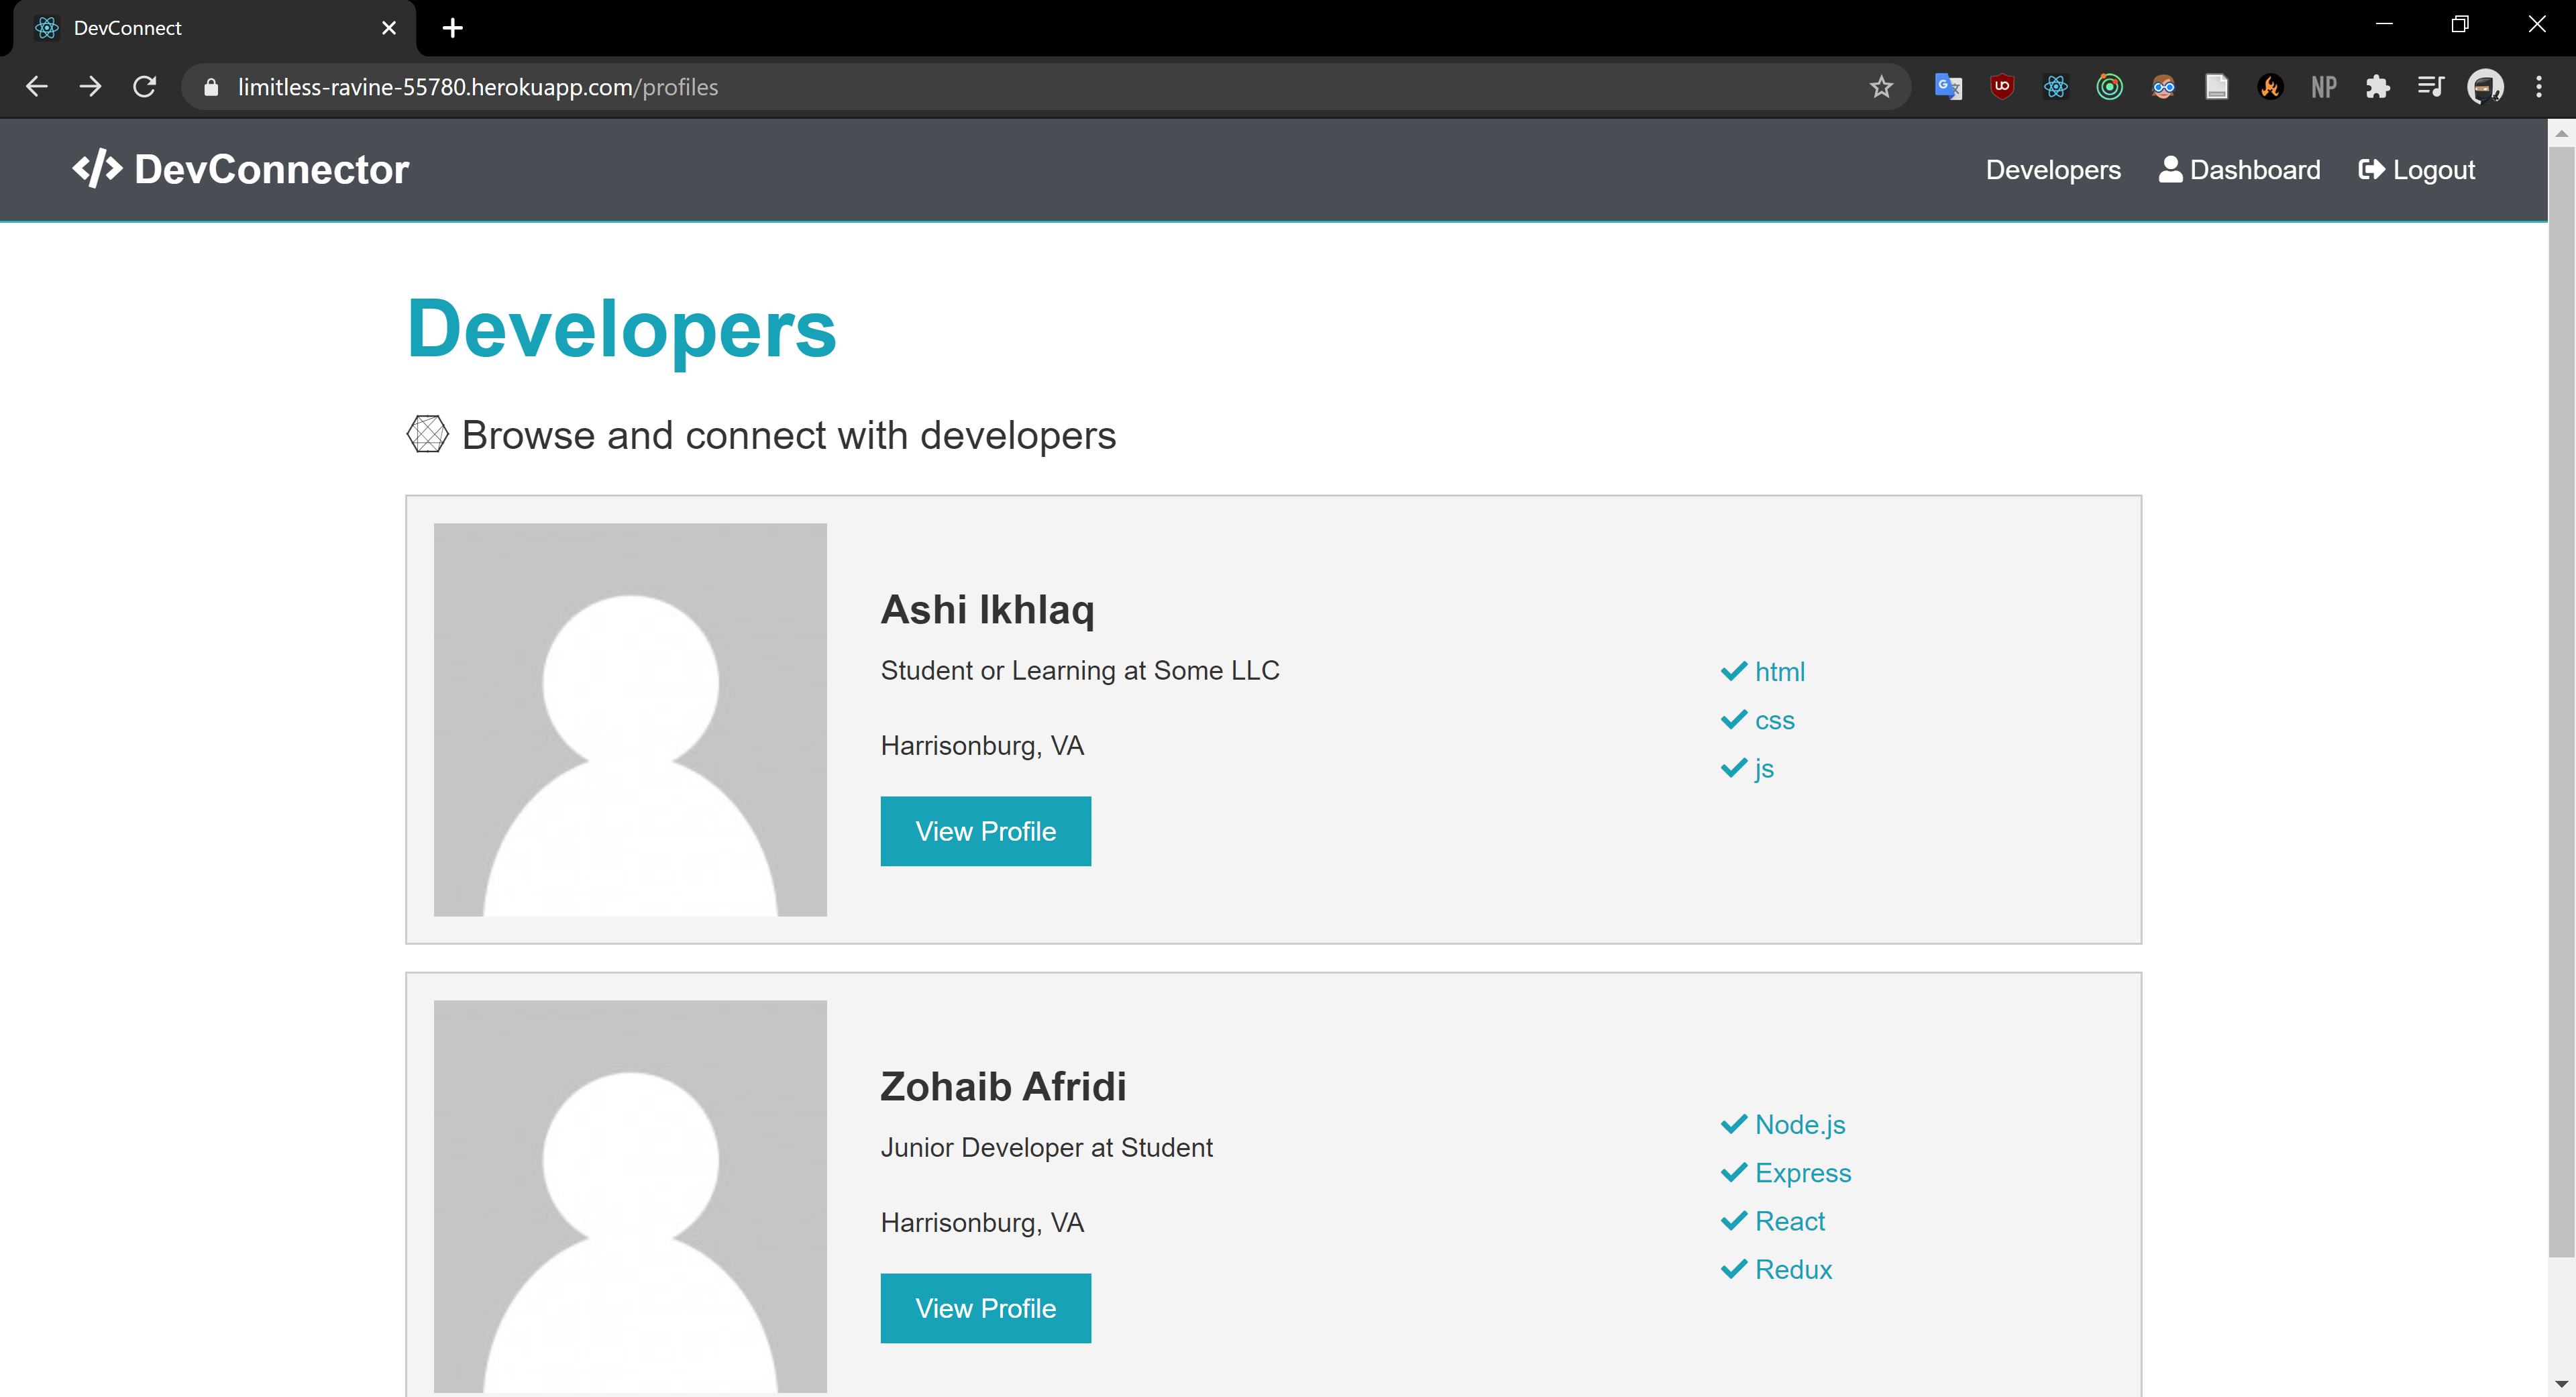 DevConnect
limitless-ravine-55780.herokuapp.com/profiles
NP
DevConnector
Developers
Dashboard
Logout
Developers
Browse and connect with developers
Ashi Ikhlaq
Student or Learning at Some LLC
Harrisonburg, VA
View Profile
html
css
js
Zohaib Afridi
Junior Developer at Student
Harrisonburg, VA
View Profile
Node.js
Express
React
Redux